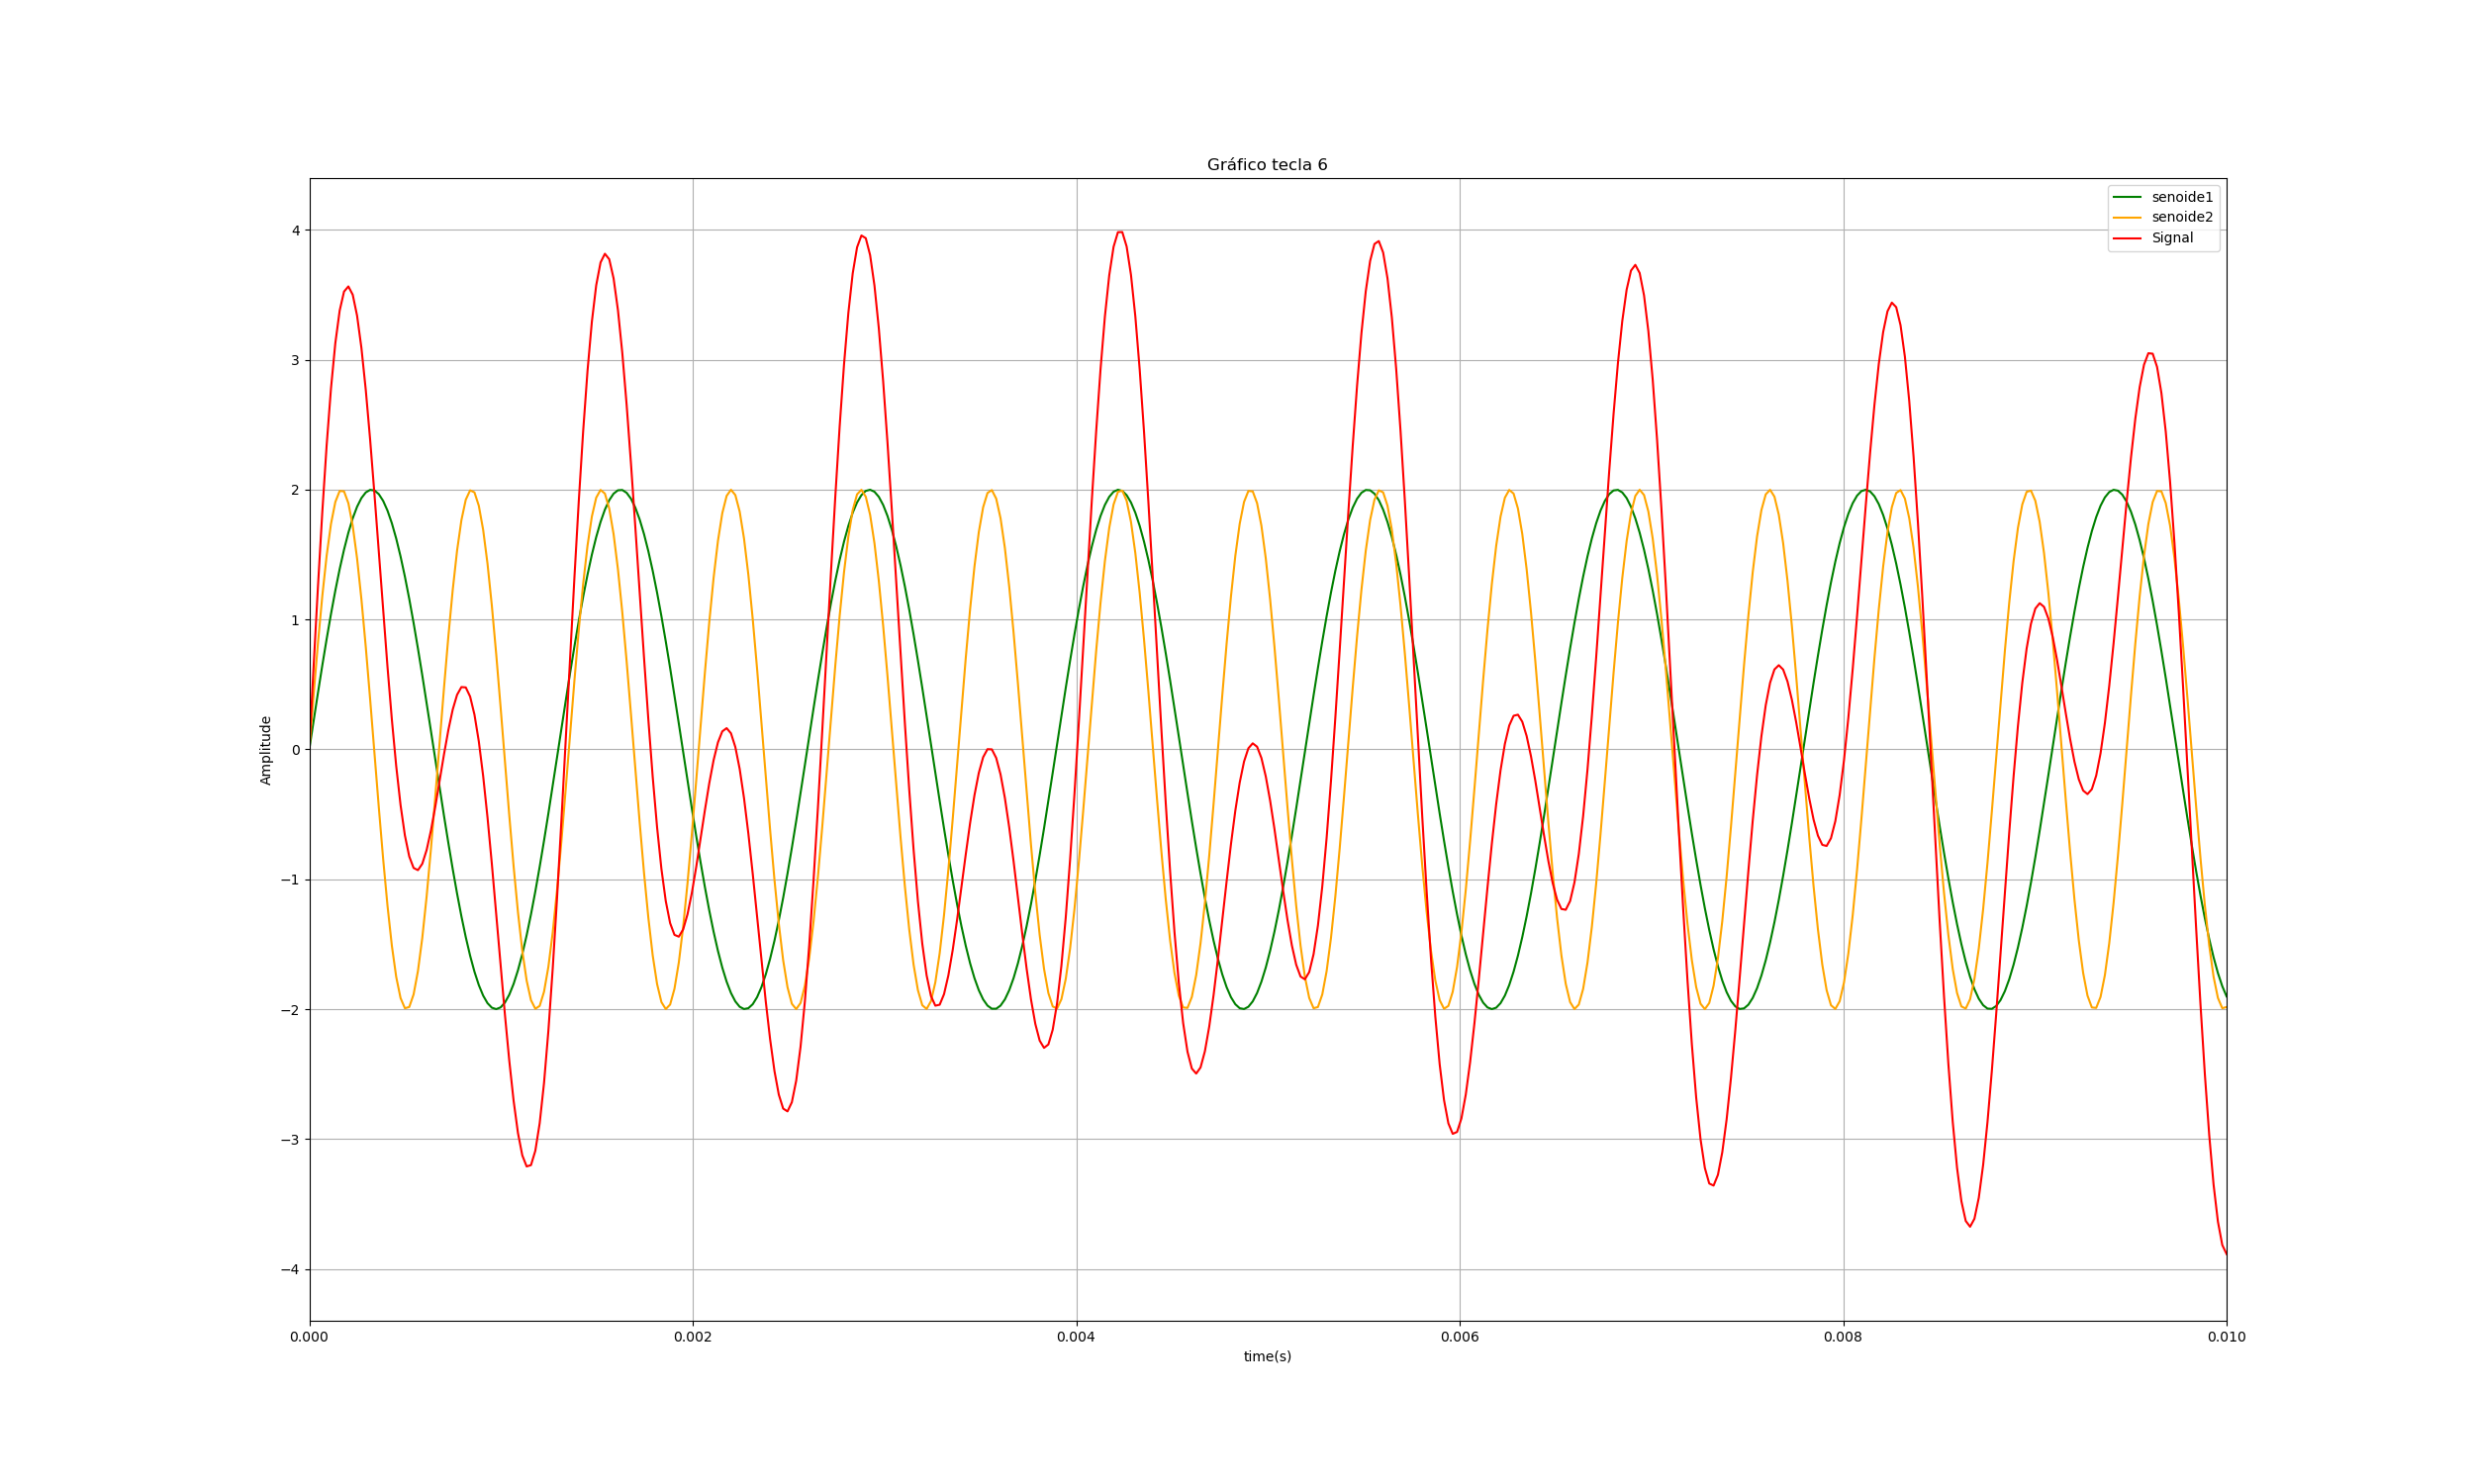 Gráfico tecla 6
senoide1
senoide2
Signal
4
3
2
1
0
−1
−2
−3
−4
Amplitude
0.000 0.002 0.004 0.006 0.008 0.010
time(s)